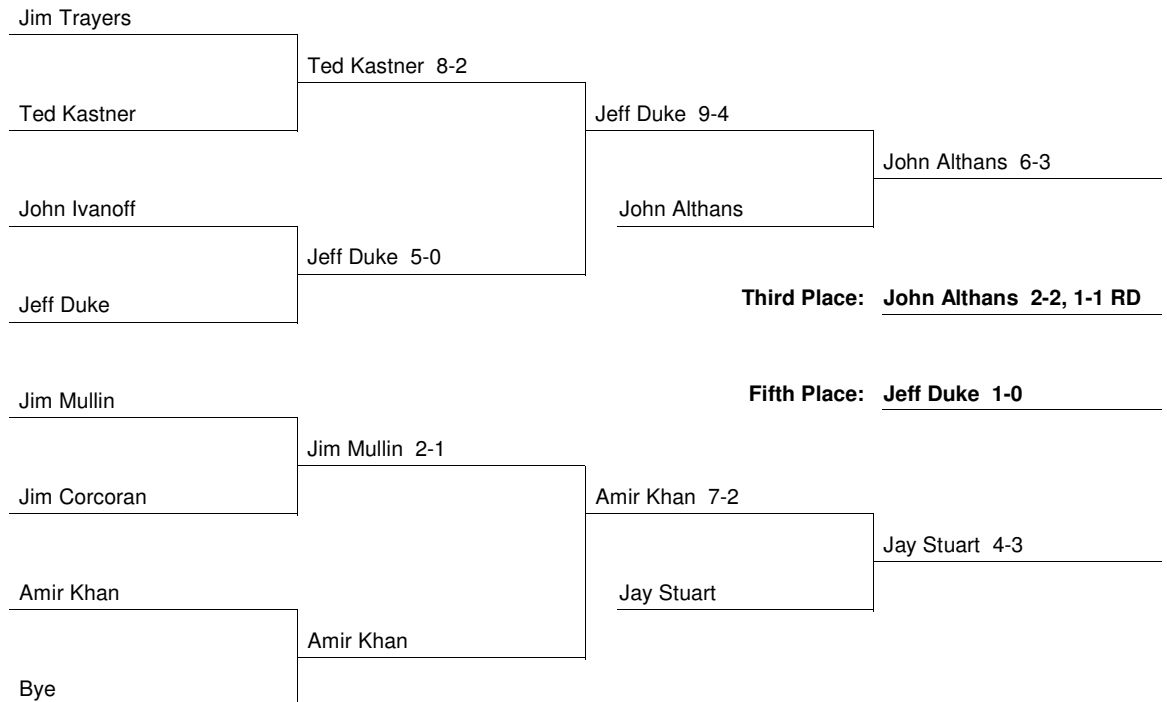 Jim Trayers
Ted Kastner 8-2
Ted Kastner
Jeff Duke 9-4
John Althans 6-3
John Ivanoff
John Althans
Jeff Duke 5-0
Jeff Duke
Third Place: John Althans 2-2, 1-1 RD
Jim Mullin
Fifth Place: Jeff Duke 1-0
Jim Mullin 2-1
Jim Corcoran
Amir Khan 7-2
Jay Stuart 4-3
Amir Khan
Jay Stuart
Amir Khan
Bye